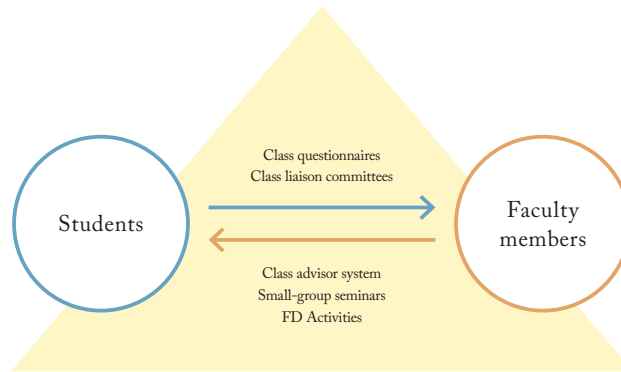 Class questionnaires
Class liaison committees
Students
Faculty
members
Class advisor system
Small-group seminars
FD Activities